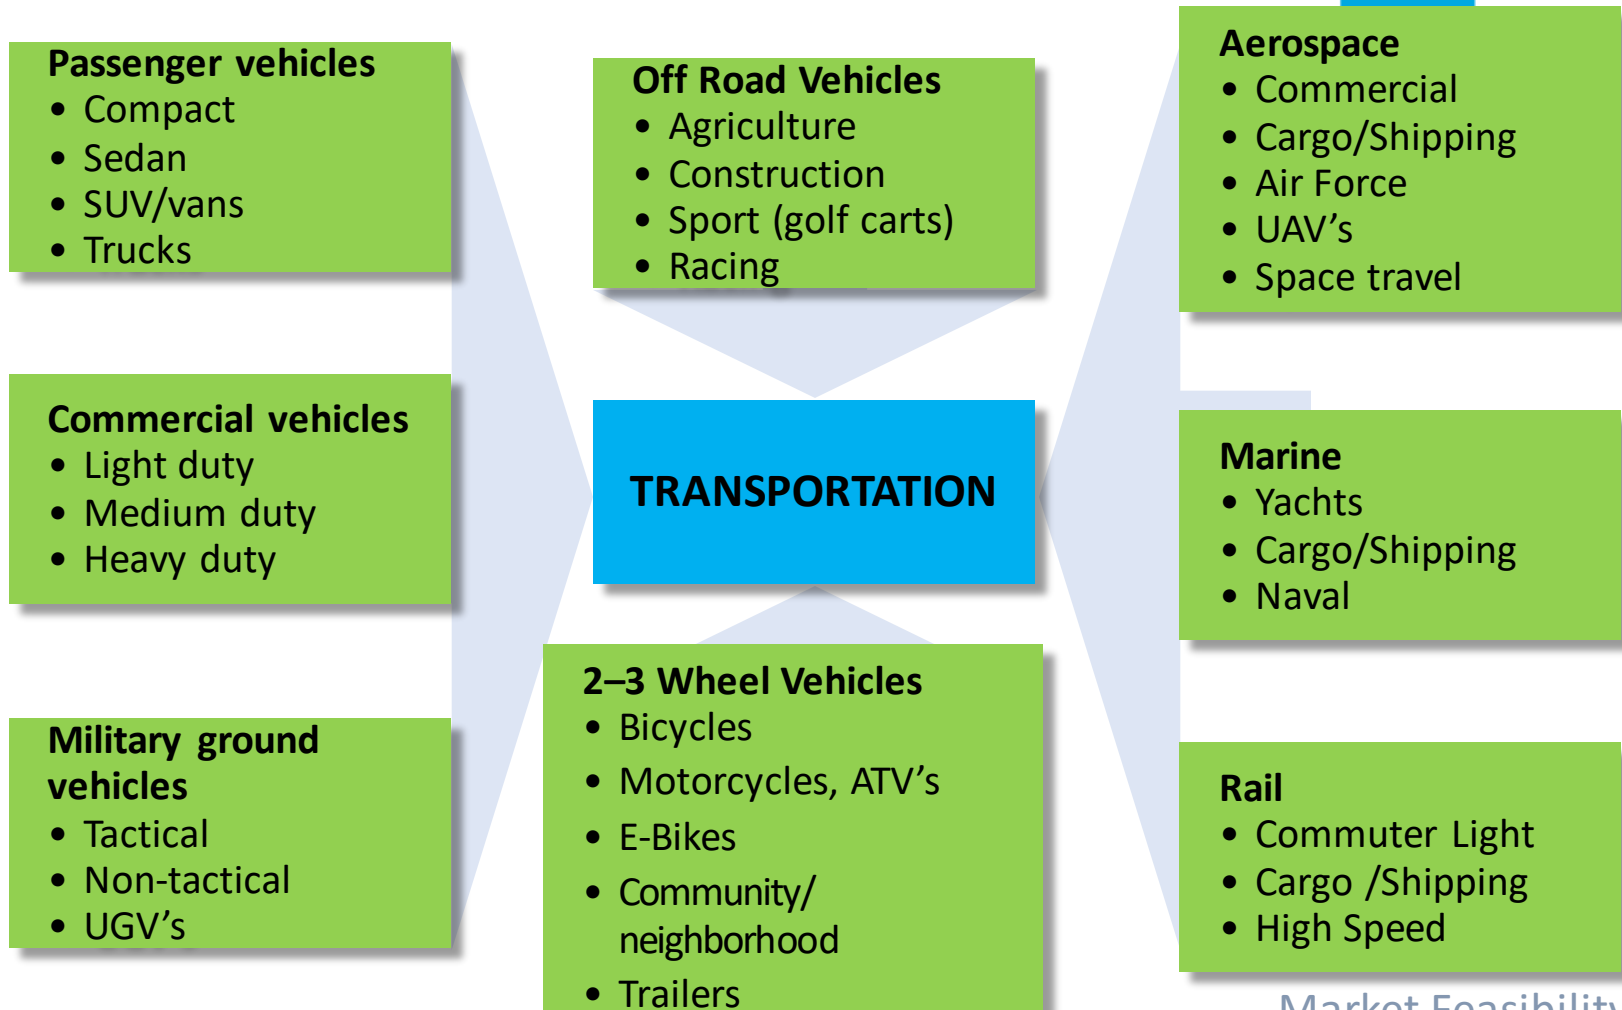 Passenger vehicles
• Compact
• Sedan
• SUV/vans
• Trucks
Commercial vehicles
• Light duty
• Medium duty
• Heavy duty
Military ground
vehicles
• Tactical
• Non-tactical
• UGV’s
Off Road Vehicles
• Agriculture
• Construction
• Sport (golf carts)
• Racing
TRANSPORTATION
2–3 Wheel Vehicles
• Bicycles
• Motorcycles, ATV’s
• E-Bikes
• Community/
neighborhood
• Trailers
Aerospace
• Commercial
• Cargo/Shipping
• Air Force
• UAV’s
• Space travel
Marine
• Yachts
• Cargo/Shipping
• Naval
Rail
• Commuter Light
• Cargo /Shipping
• High Speed
Market Feasibility